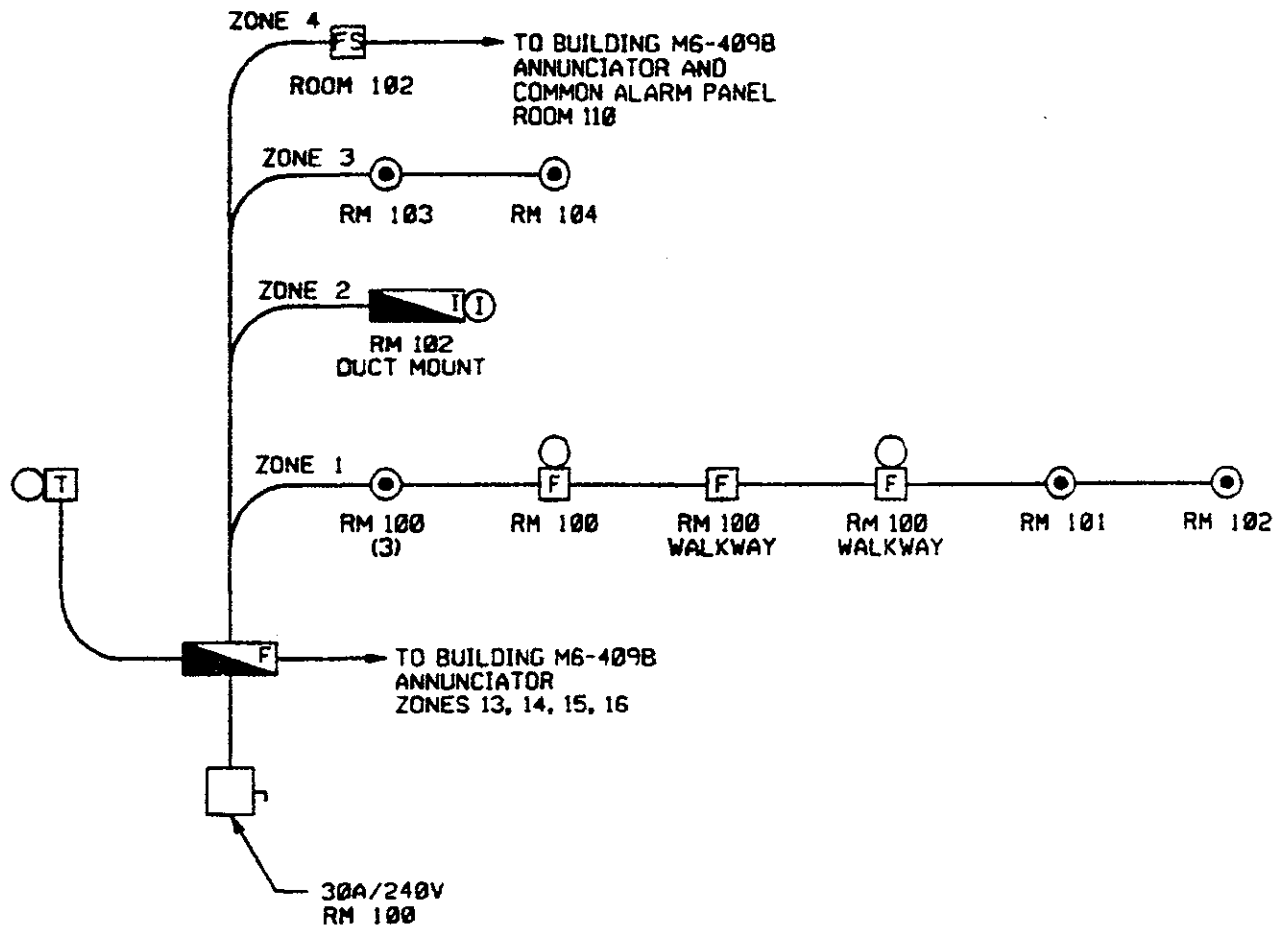 ZONE 4
FS
TO BUILDING M6-409B
ANNUNCIATOR AND
COMMON ALARM PANEL
ROOM 110
ROOM 102
ZONE 3
RM 103
RM 104
ZONE 2
I
I
RM 102
DUCT MOUNT
ZONE 1
T
F
F
F
RM 100
(3)
RM 100
RM 100
WALKWAY
RM 100
WALKWAY
RM 101
RM 102
F
TO BUILDING M6-409B
ANNUNCIATOR
ZONES 13, 14, 15, 16
30A/240V
RM 100